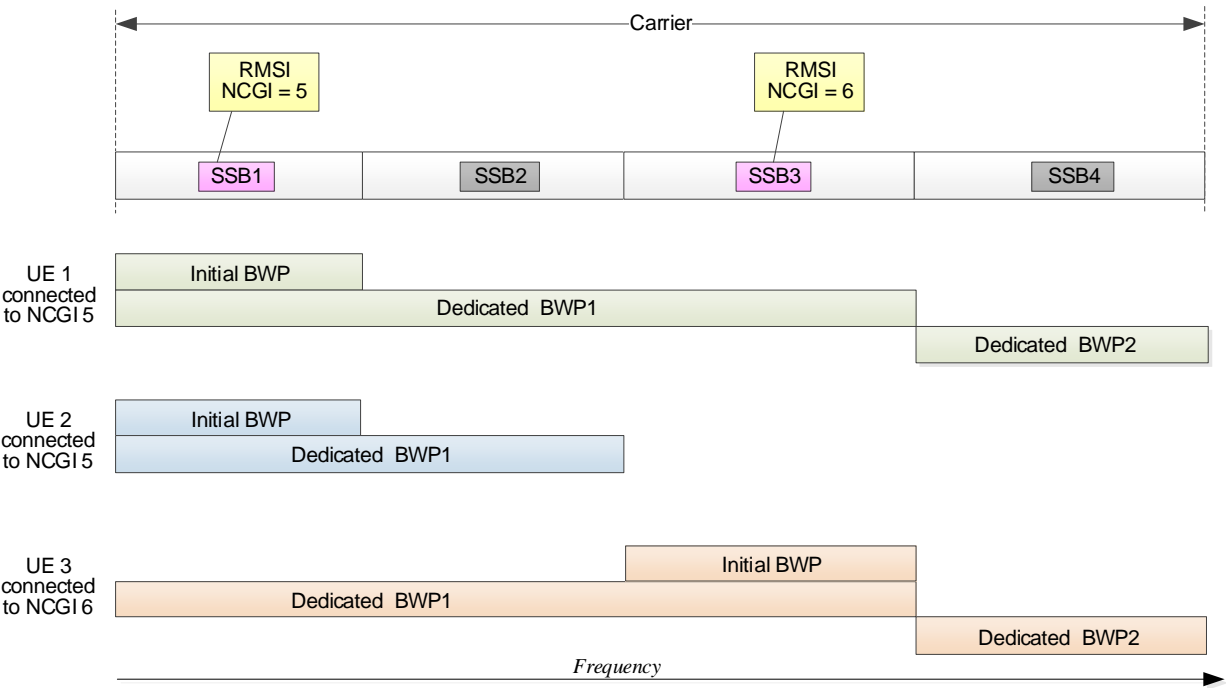 Carrier
RMSI
NCGI = 5
RMSI
NCGI = 6
SSB1
SSB2
SSB3
SSB4
UE 1
connected
to NCGI 5
Initial BWP
Dedicated BWP1
Dedicated BWP2
UE 2
connected
to NCGI 5
Initial BWP
Dedicated BWP1
UE 3
connected
to NCGI 6
Initial BWP
Dedicated BWP1
Dedicated BWP2
Frequency